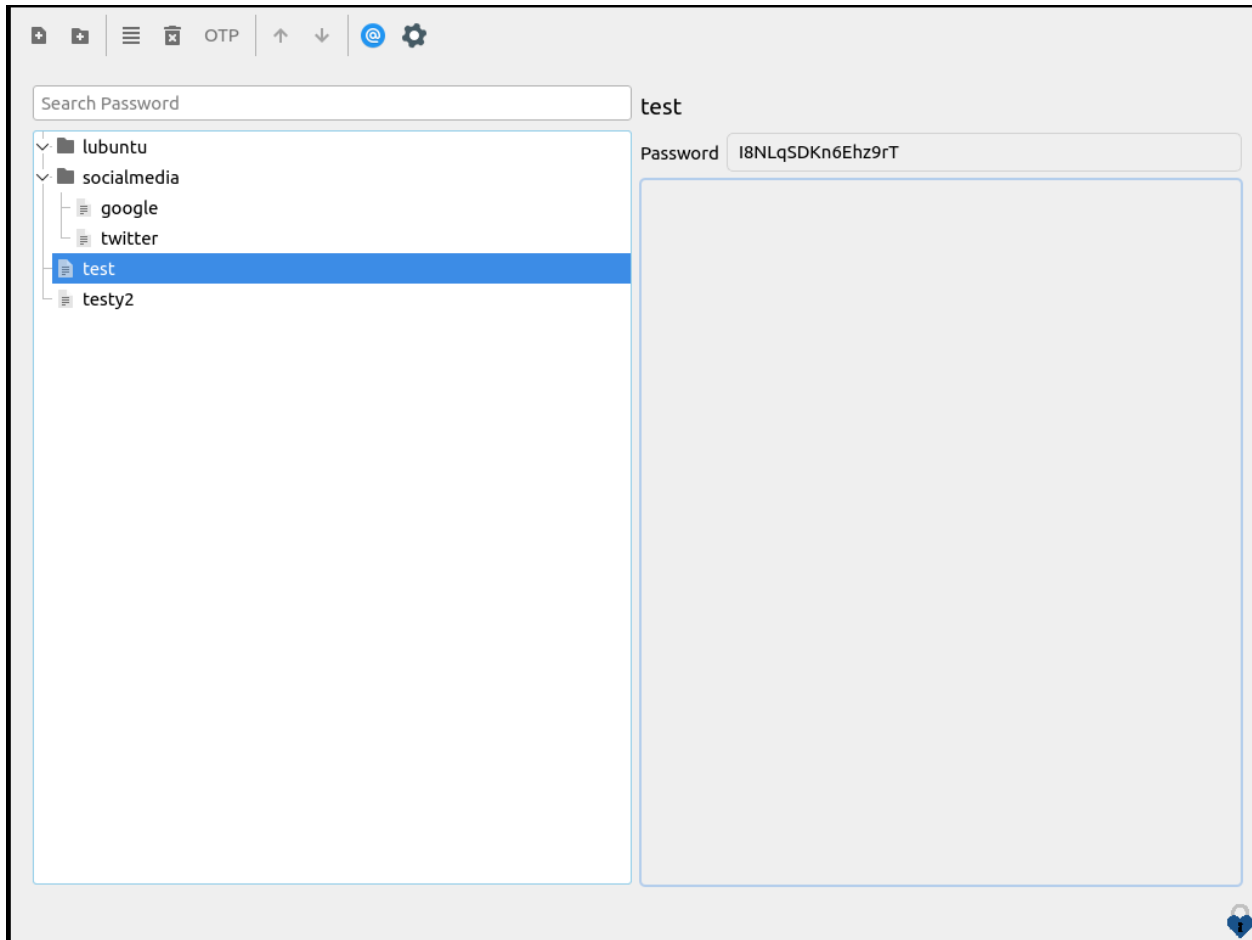 OTP
Search Password
lubuntu
socialmedia
google
twitter
test
testy2
test
Password I8NLqSDKn6Ehz9rT